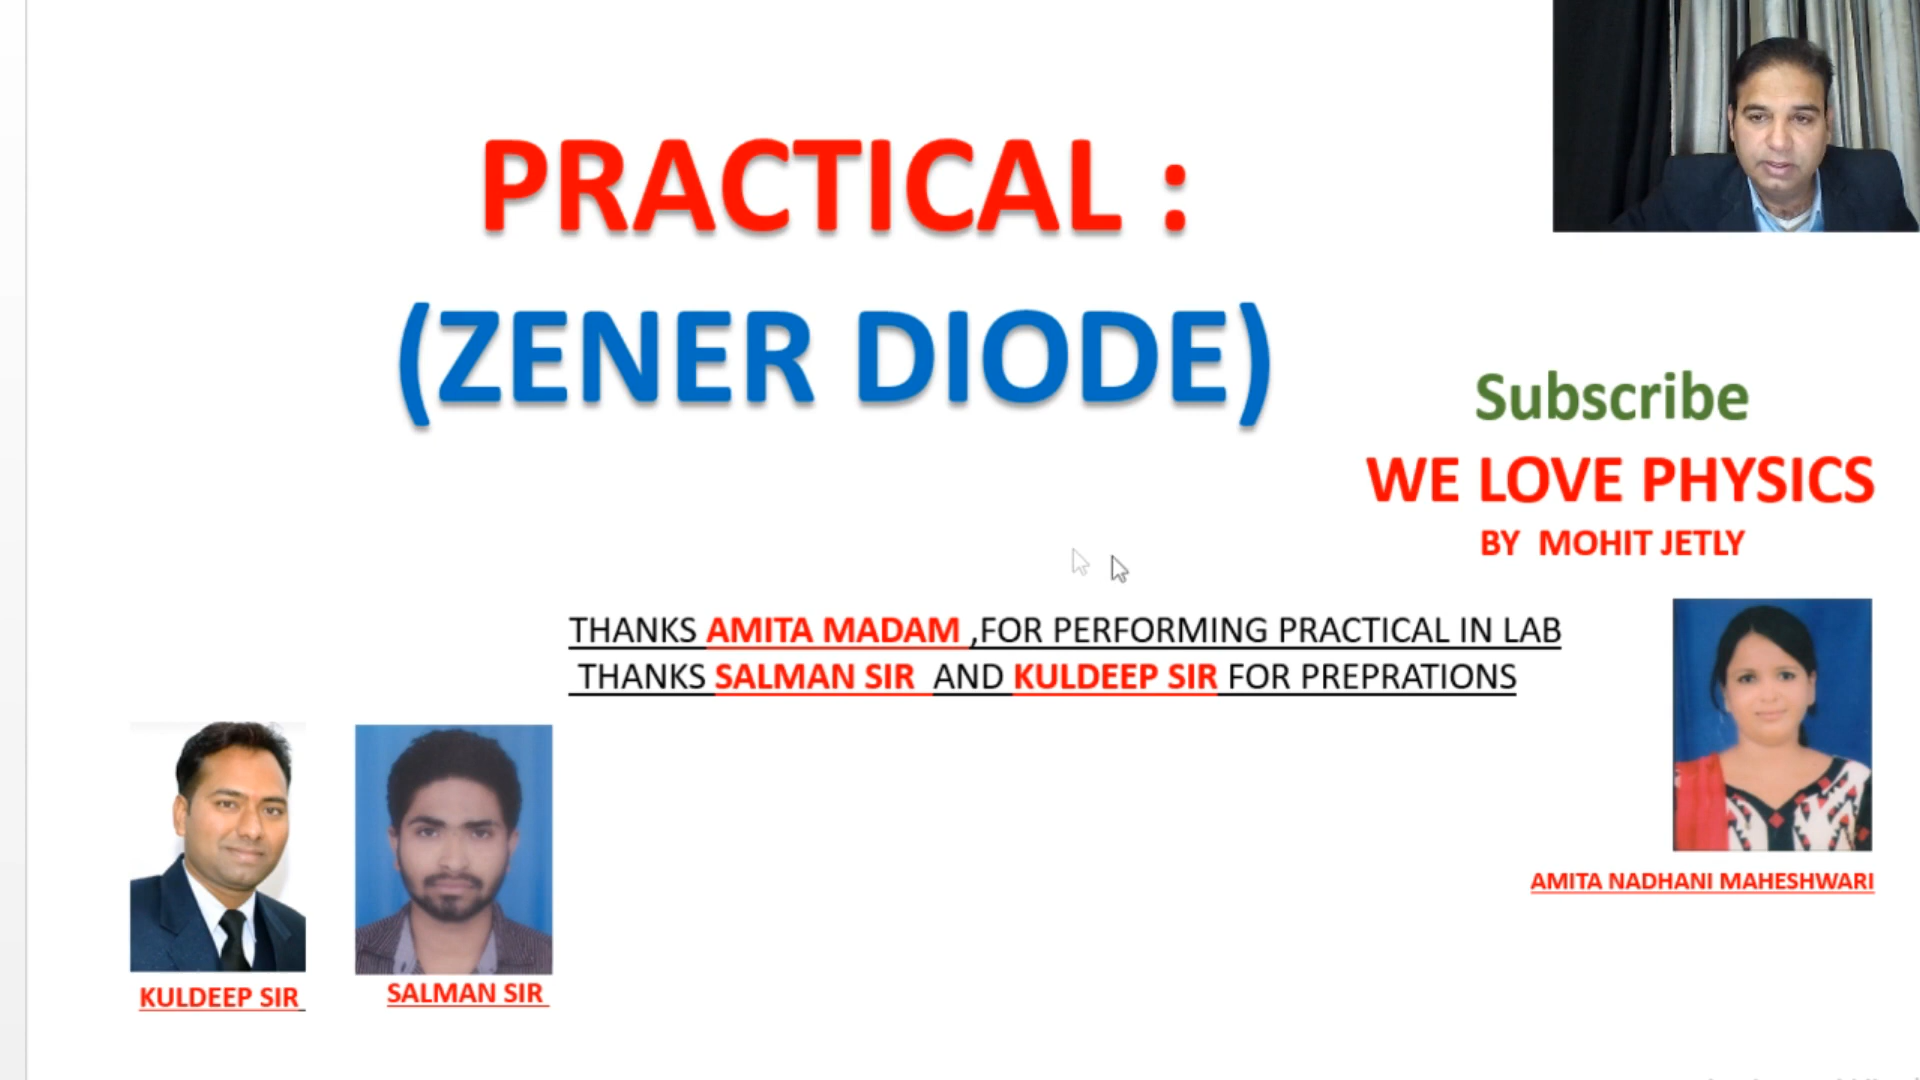 PRACTICAL :
(ZENER DIODE)
Subscribe
WE LOVE PHYSICS
BY MOHIT JETLY
THANKS AMITA MADAM ,FOR PERFORMING PRACTICAL IN LAB
THANKS SALMAN SIR AND KULDEEP SIR FOR PREPRATIONS
AMITA NADHANI MAHESHWARI
KULDEEP SIR
SALMAN SIR